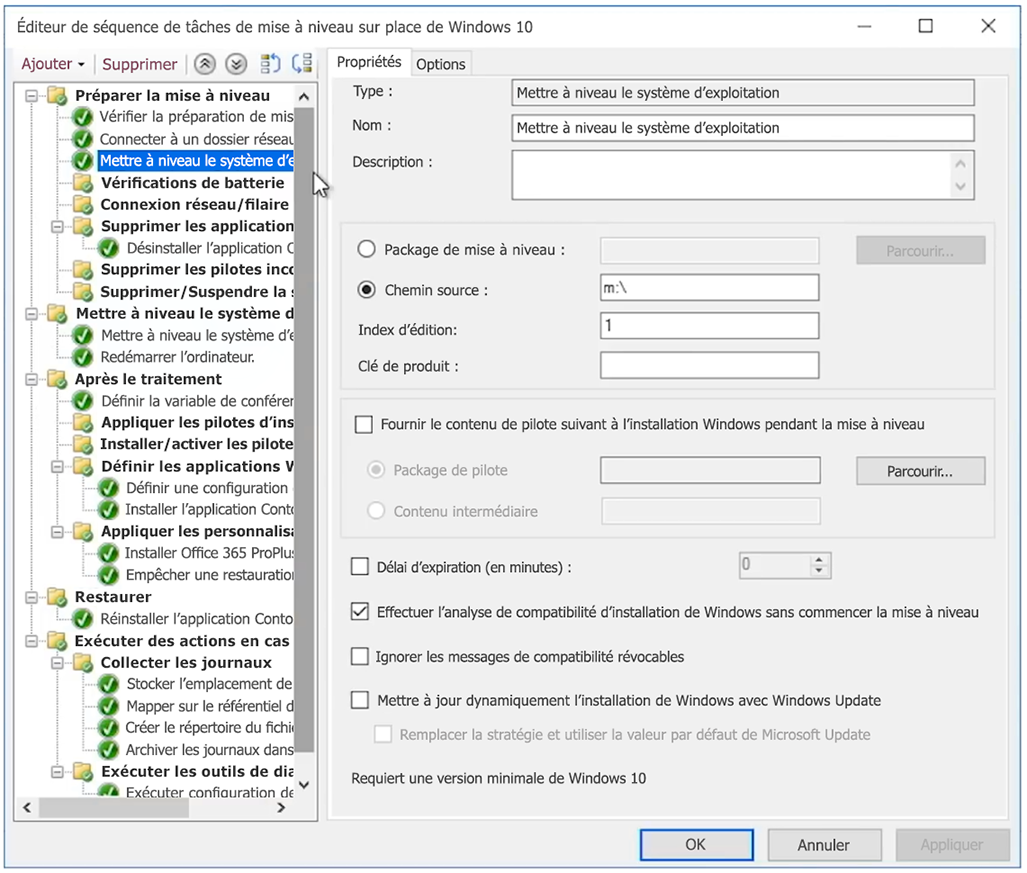 Éditeur de séquence de tâches de mise à niveau sur place de Windows 10
Ajouter
Supprimer
Préparer la mise à niveau
Vérifier la préparation de mis
Connecter à un dossier réseau
Mettre à niveau le système d'e
Vérifications de batterie
Connexion réseau/filaire
Supprimer les application
Désinstaller l'application C
Supprimer les pilotes inco
Supprimer/Suspendre la s
Mettre à niveau le système d
Mettre à niveau le système d'e
Redémarrer l'ordinateur.
Après le traitement
Définir la variable de conféren
Appliquer les pilotes d'ins
Installer/activer les pilote
Définir les applications W
Définir une configuration
Installer l'application Conto
Appliquer les personnalisa
Installer Office 365 ProPlus
Empêcher une restauration
Restaurer
Réinstaller l'application Conto
Exécuter des actions en cas
Collecter les journaux
Stocker l'emplacement de
Mapper sur le référentiel d
Créer le répertoire du fichie
Archiver les journaux dans
Exécuter les outils de dia
Exécuter configuration de
Propriétés
Options
Type :
Mettre à niveau le système d'exploitation
Nom :
Mettre à niveau le système d'exploitation
Description :
Package de mise à niveau :
Parcourir...
Chemin source :
m:\
Index d'édition:
1
Clé de produit :
Fournir le contenu de pilote suivant à l'installation Windows pendant la mise à niveau
Package de pilote
Parcourir...
Contenu intermédiaire
Délai d'expiration (en minutes) :
0
Effectuer l'analyse de compatibilité d'installation de Windows sans commencer la mise à niveau
Ignorer les messages de compatibilité révocables
Mettre à jour dynamiquement l'installation de Windows avec Windows Update
Remplacer la stratégie et utiliser la valeur par défaut de Microsoft Update
Requiert une version minimale de Windows 10
OK
Annuler
Appliquer